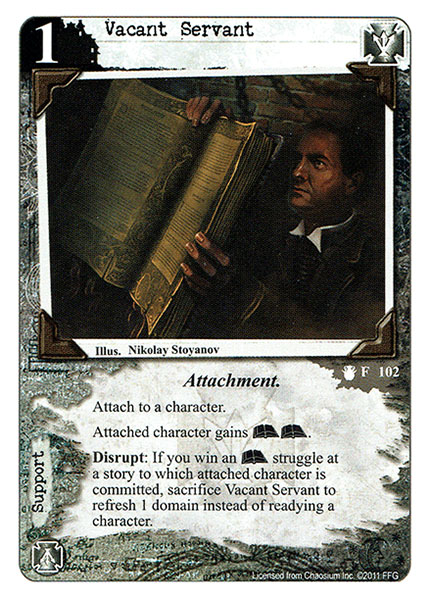 1
Vacant Servant
Illus. Nikolay Stoyanov
Attachment.
F 102
Attach to a character.
Attached character gains .
Disrupt: If you win an struggle at
a story to which attached character is
committed, sacrifice Vacant Servant to
refresh 1 domain instead of readying a
character.
Support
Licensed from Chaosium Inc. ©2011 FFG